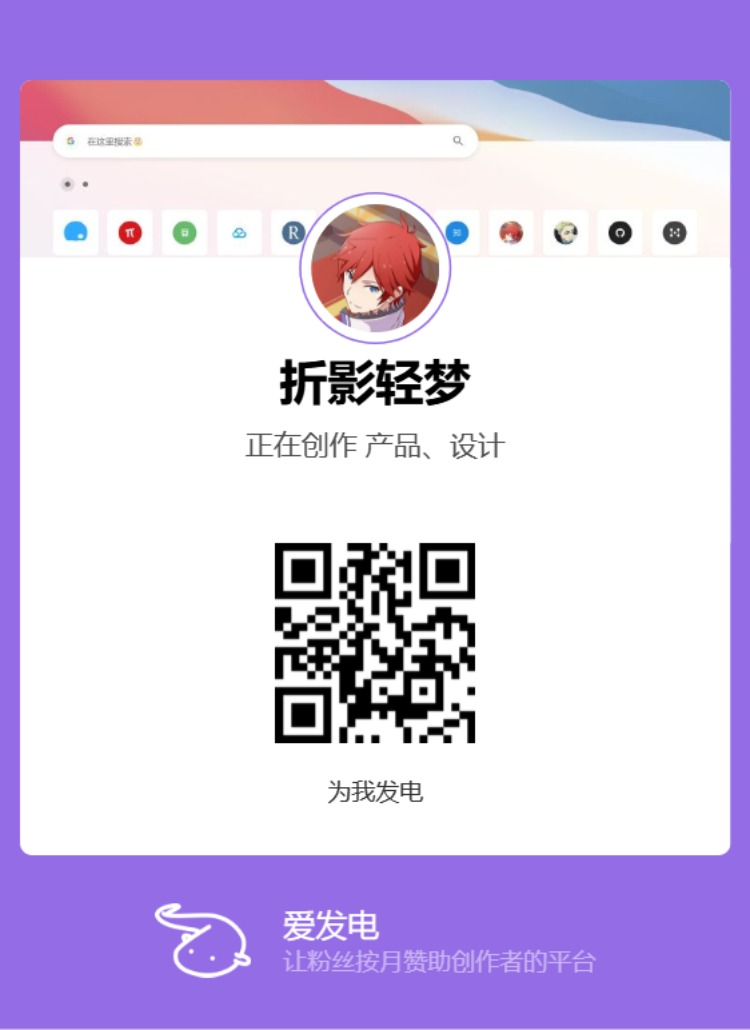 在这里搜索
π
R
知
折影轻梦
正在创作 产品、设计
为我发电
爱发电
让粉丝按月赞助创作者的平台